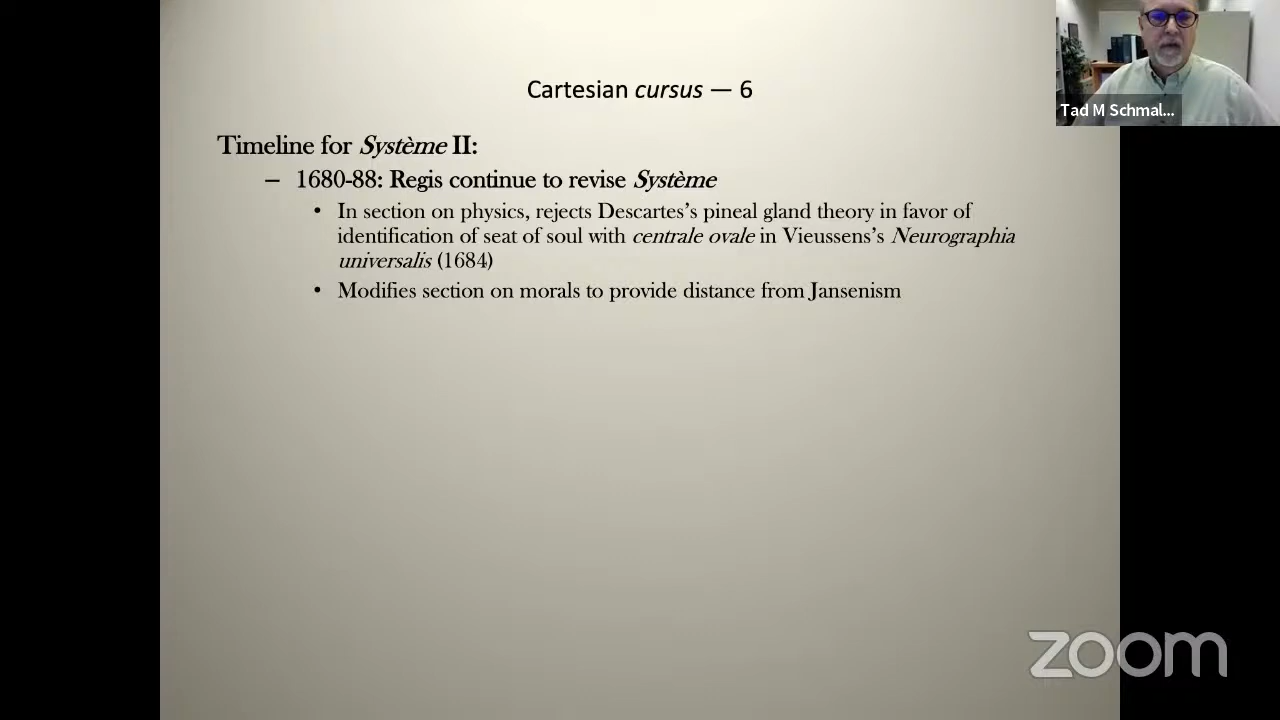 Cartesian cursus — 6
Tad M Schmal...
Timeline for Système II:
– 1680-88: Regis continue to revise Système
• In section on physics, rejects Descartes’s pineal gland theory in favor of
identification of seat of soul with centrale ovale in Vieussens’s Neurographia
universalis (1684)
• Modifies section on morals to provide distance from Jansenism
zoom